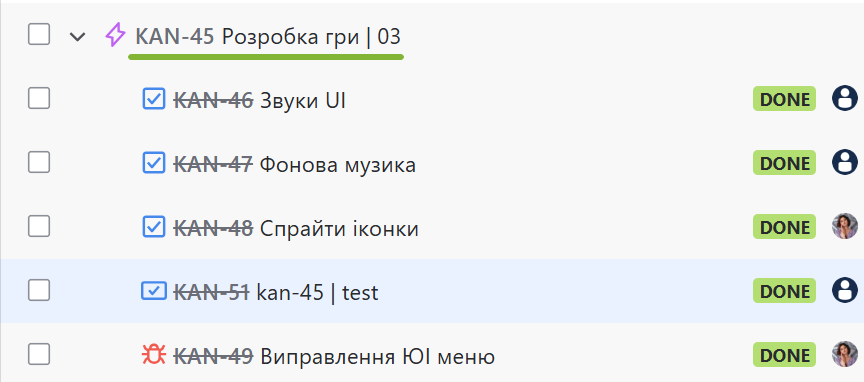 KAN-45 Розробка гри | 03
KAN-46 Звуки UI DONE
KAN-47 Фонова музика DONE
KAN-48 Спрайти іконки DONE
KAN-51 kan-45 | test DONE
KAN-49 Виправлення ЮІ меню DONE